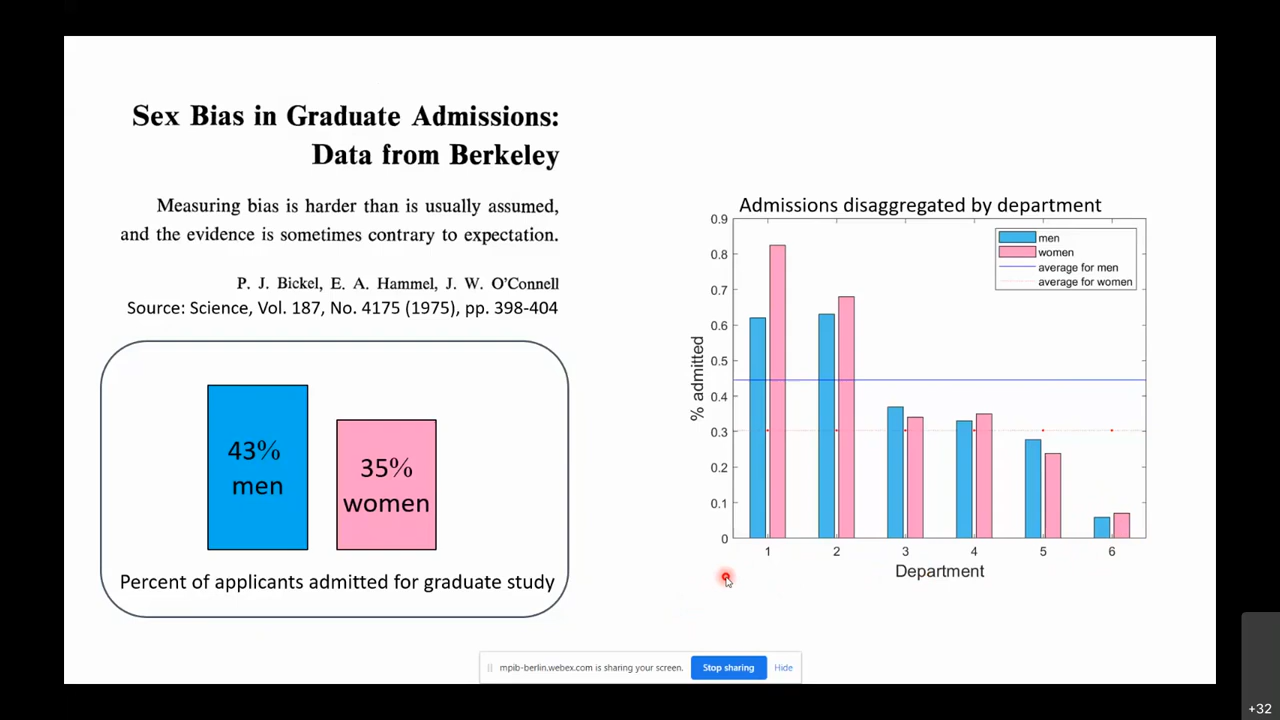 Sex Bias in Graduate Admissions:
Data from Berkeley
Measuring bias is harder than is usually assumed,
and the evidence is sometimes contrary to expectation.
P. J. Bickel, E. A. Hammel, J. W. O'Connell
Source: Science, Vol. 187, No. 4175 (1975), pp. 398-404
43%
men
35%
women
Percent of applicants admitted for graduate study
Admissions disaggregated by department
men
women
average for men
average for women
% admitted
0.9
0.8
0.7
0.6
0.5
0.4
0.3
0.2
0.1
0
1 2 3 4 5 6
Department
mpib-berlin.webex.com is sharing your screen.
Stop sharing
Hide
+32